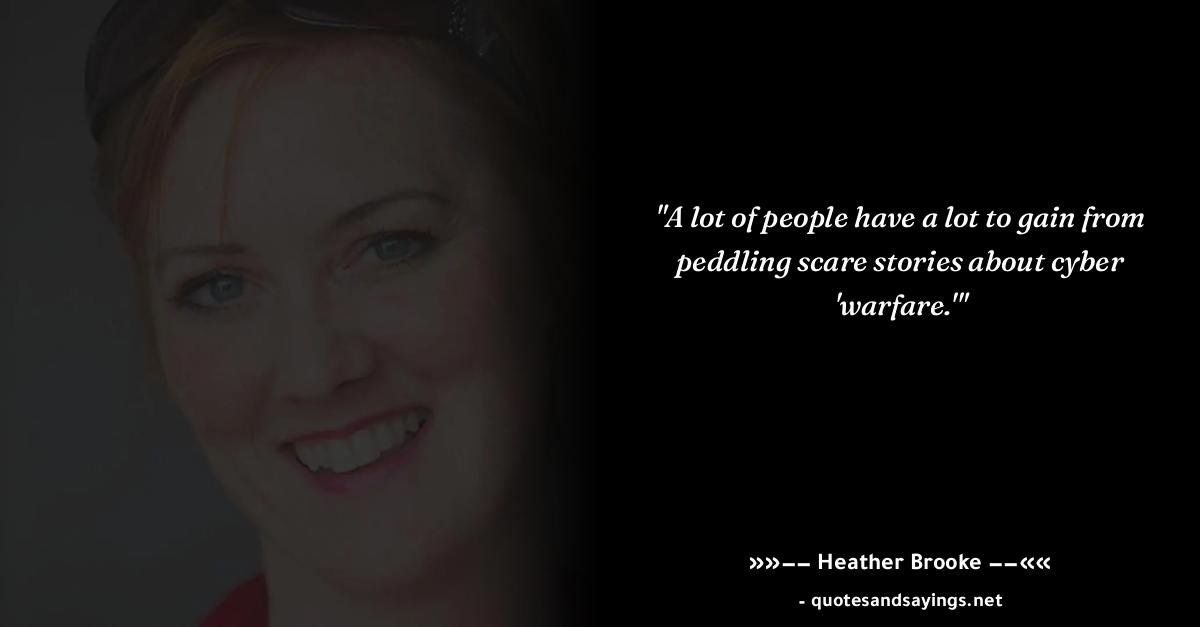 "A lot of people have a lot to gain from
peddling scare stories about cyber
'warfare.'"
»»−− Heather Brooke −−««
- quotesandsayings.net